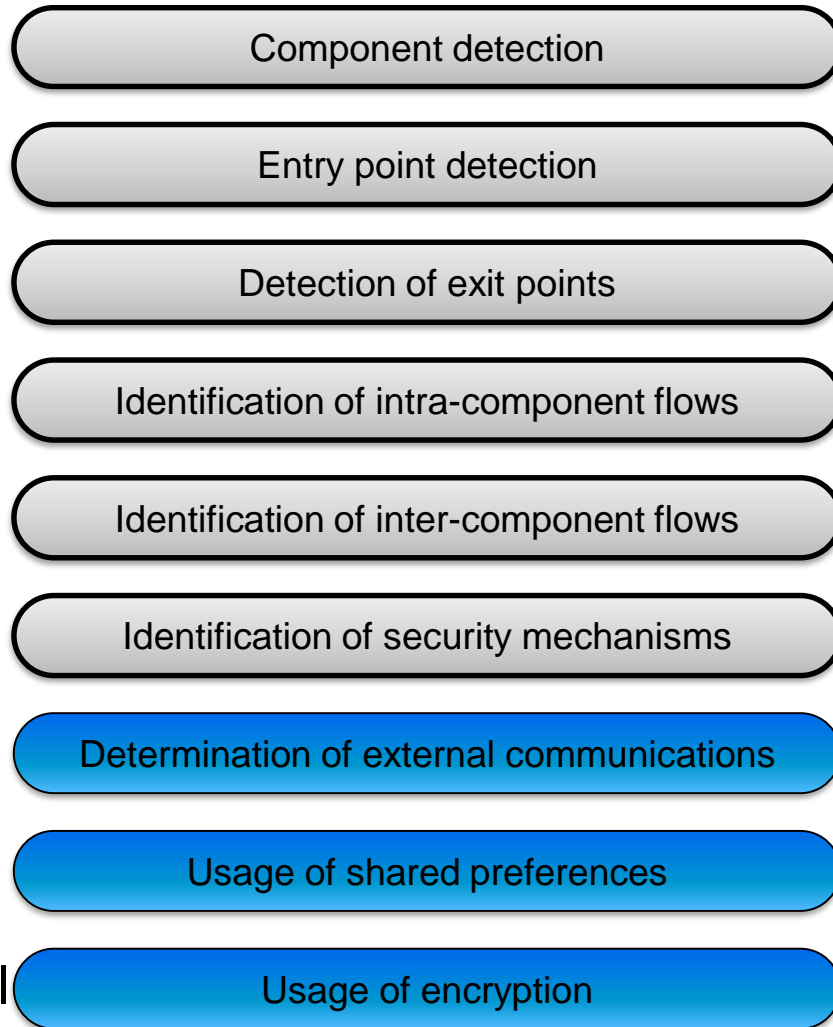 Component detection
Entry point detection
Detection of exit points
Identification of intra-component flows
Identification of inter-component flows
Identification of security mechanisms
Determination of external communications
Usage of shared preferences
Usage of encryption